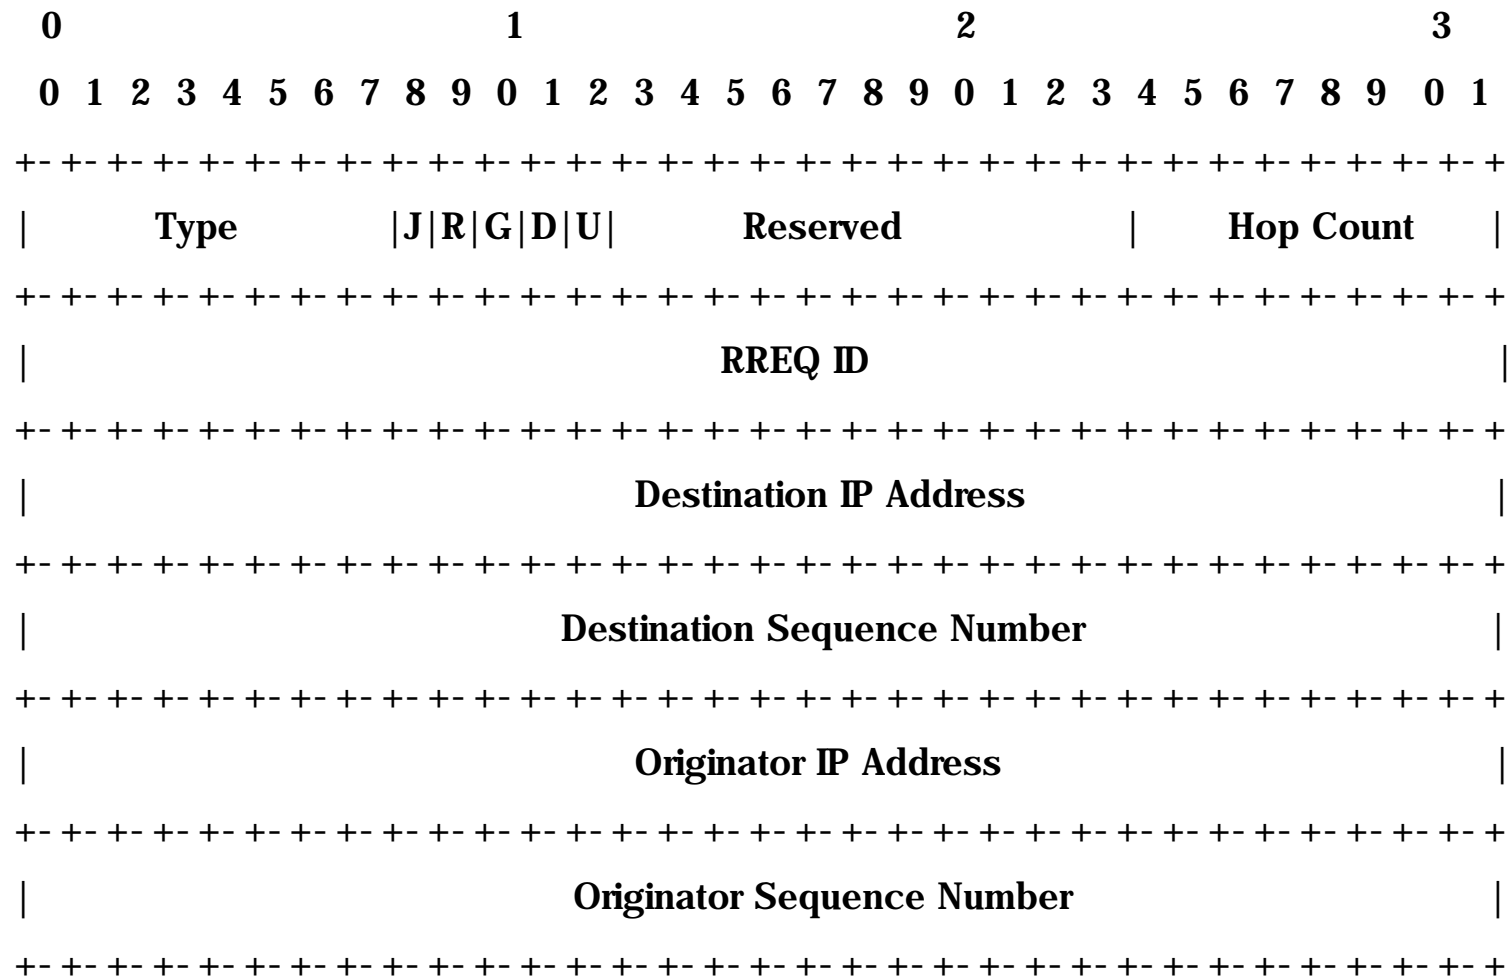 0 1 2 3
0 1 2 3 4 5 6 7 8 9 0 1 2 3 4 5 6 7 8 9 0 1 2 3 4 5 6 7 8 9 0 1
+-+-+-+-+-+-+-+-+-+-+-+-+-+-+-+-+-+-+-+-+-+-+-+-+-+-+-+-+-+-+-+-+
| Type |J|R|G|D|U| Reserved | Hop Count |
+-+-+-+-+-+-+-+-+-+-+-+-+-+-+-+-+-+-+-+-+-+-+-+-+-+-+-+-+-+-+-+-+
| RREQ ID |
+-+-+-+-+-+-+-+-+-+-+-+-+-+-+-+-+-+-+-+-+-+-+-+-+-+-+-+-+-+-+-+-+
| Destination IP Address |
+-+-+-+-+-+-+-+-+-+-+-+-+-+-+-+-+-+-+-+-+-+-+-+-+-+-+-+-+-+-+-+-+
| Destination Sequence Number |
+-+-+-+-+-+-+-+-+-+-+-+-+-+-+-+-+-+-+-+-+-+-+-+-+-+-+-+-+-+-+-+-+
| Originator IP Address |
+-+-+-+-+-+-+-+-+-+-+-+-+-+-+-+-+-+-+-+-+-+-+-+-+-+-+-+-+-+-+-+-+
| Originator Sequence Number |
+-+-+-+-+-+-+-+-+-+-+-+-+-+-+-+-+-+-+-+-+-+-+-+-+-+-+-+-+-+-+-+-+